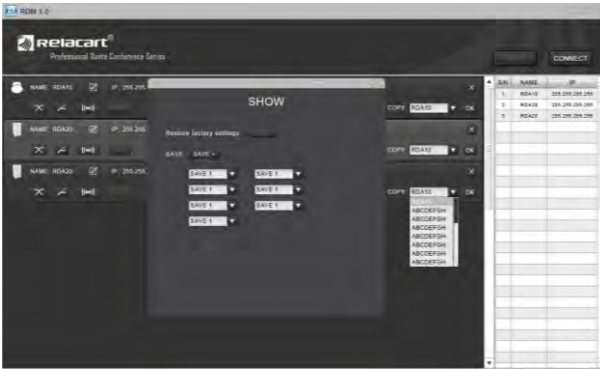 RDM 1.0
Relacart®
Professional Dante Conference Series
CONNECT
S/N NAME IP
1 RDA10 255.255.255.255
2 RDA20 255.255.255.255
3 RDA20 255.255.255.255
NAME: RDA10 IP: 255.255
COPY RDA10 OK
NAME: RDA20 IP: 255.255
COPY RDA10 OK
NAME: RDA20 IP: 255.255
COPY RDA10 OK
RDA10
ABCDEFGH
ABCDEFGH
ABCDEFGH
ABCDEFGH
ABCDEFGH
ABCDEFGH
ABCDEFGH
SHOW
Restore factory settings
SAVE SAVE +
SAVE 1 SAVE 1
SAVE 1 SAVE 1
SAVE 1 SAVE 1
SAVE 1